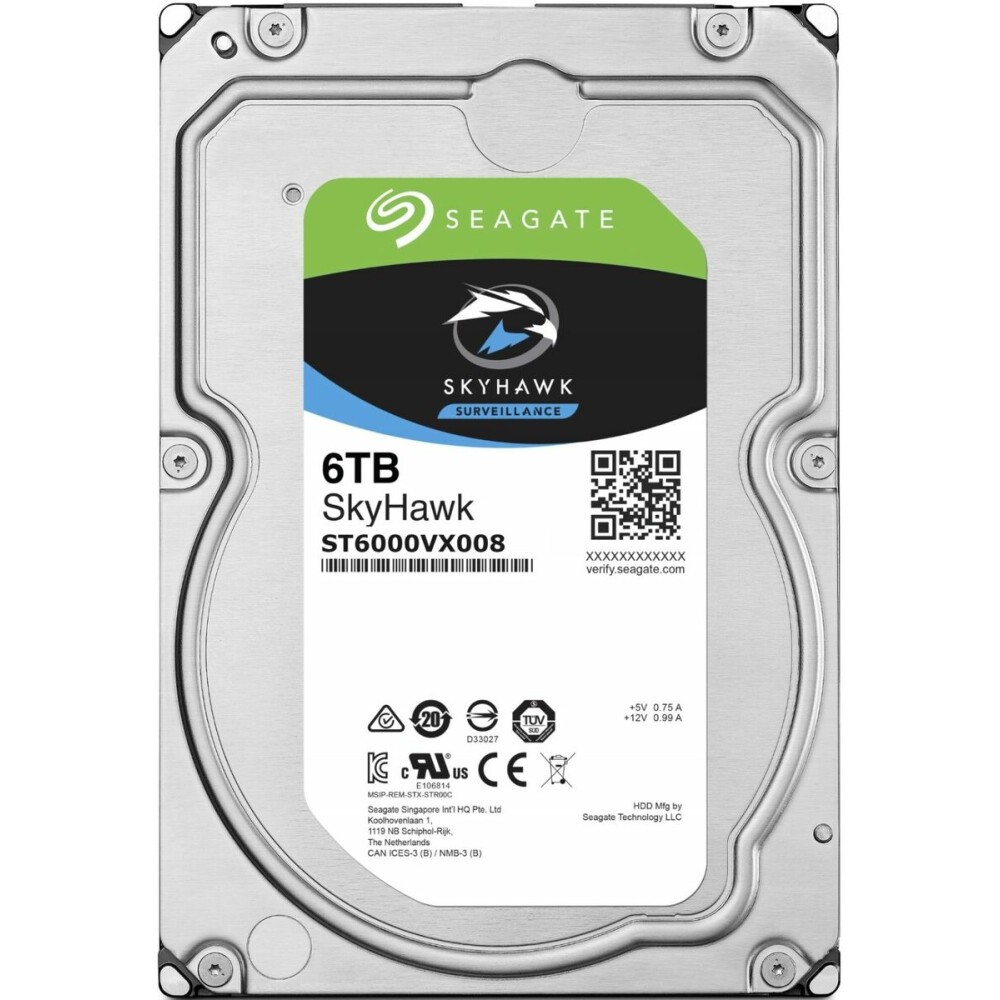 SEAGATE
SKYHAWK
SURVEILLANCE
6TB
SkyHawk
ST6000VX008
XXXXXXXXXXXX
verify.seagate.com
+5V 0.75 A
+12V 0.99 A
20
D33027
TÜV
SÜD
c RU US CE
E106814
MSIP-REM-STX-STR00C
Seagate Singapore Int'l HQ Pte. Ltd
Koolhovenlaan 1,
1119 NB Schiphol-Rijk,
The Netherlands
CAN ICES-3 (B) / NMB-3 (B)
HDD Mfg by
Seagate Technology LLC